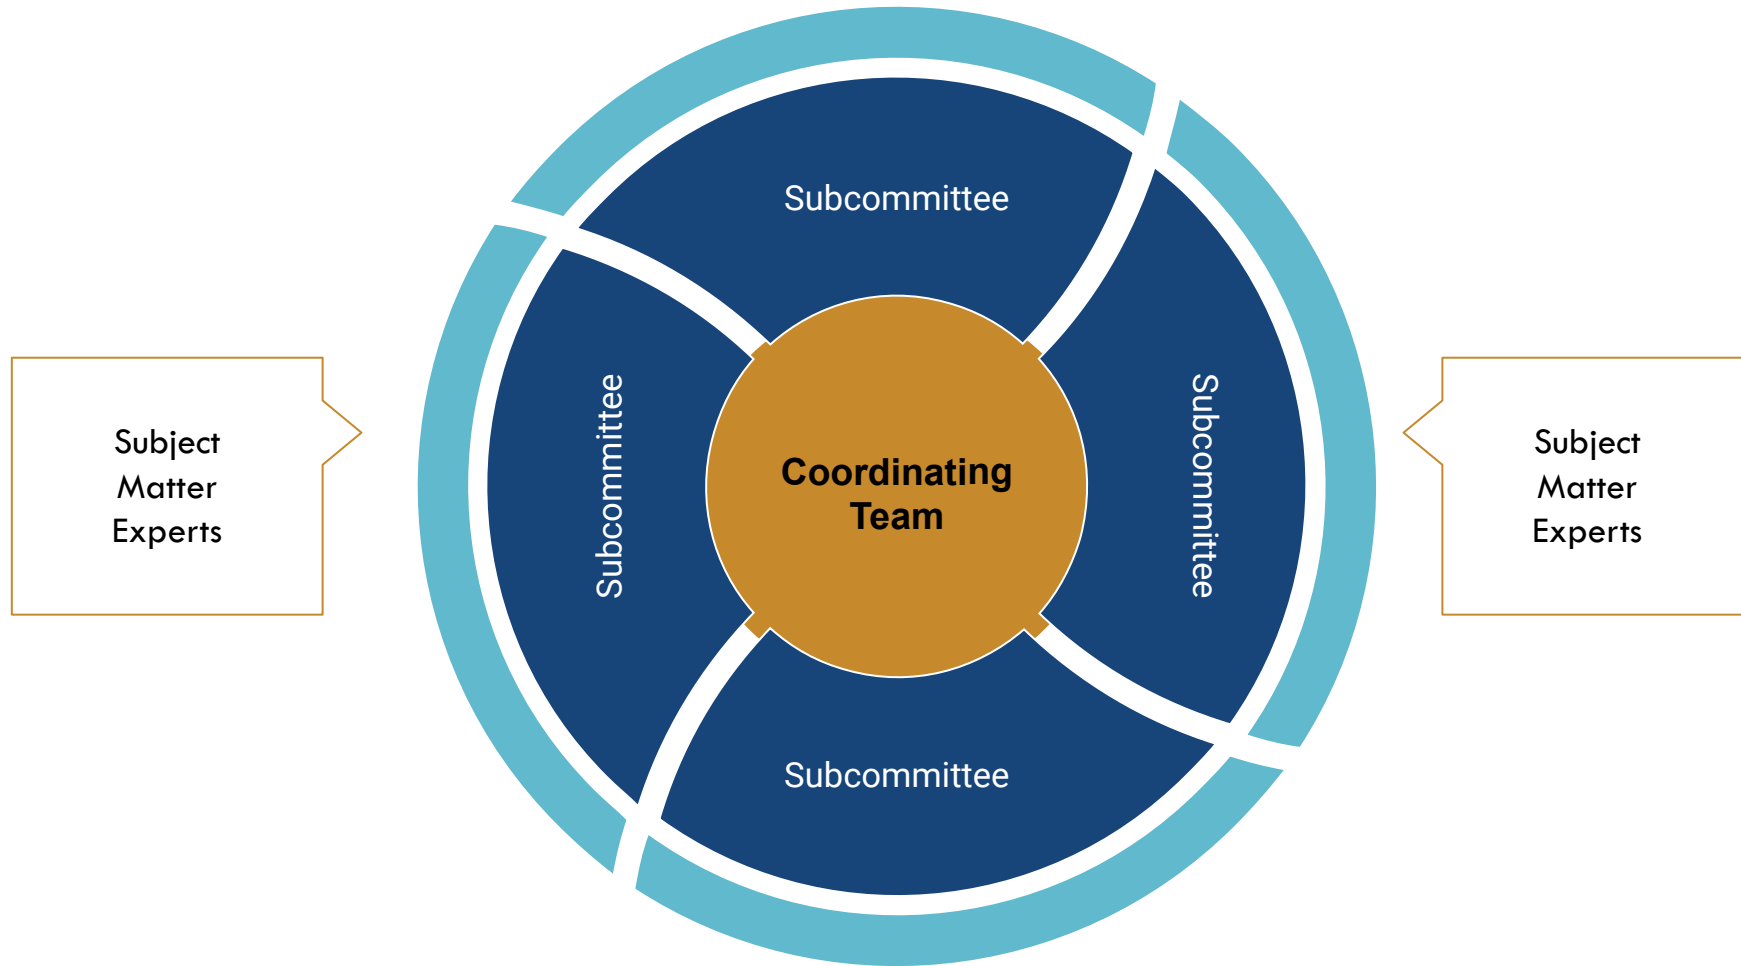 Subcommittee
Subject
Matter
Experts
Subcommittee
Coordinating
Team
Subcommittee
Subject
Matter
Experts
Subcommittee